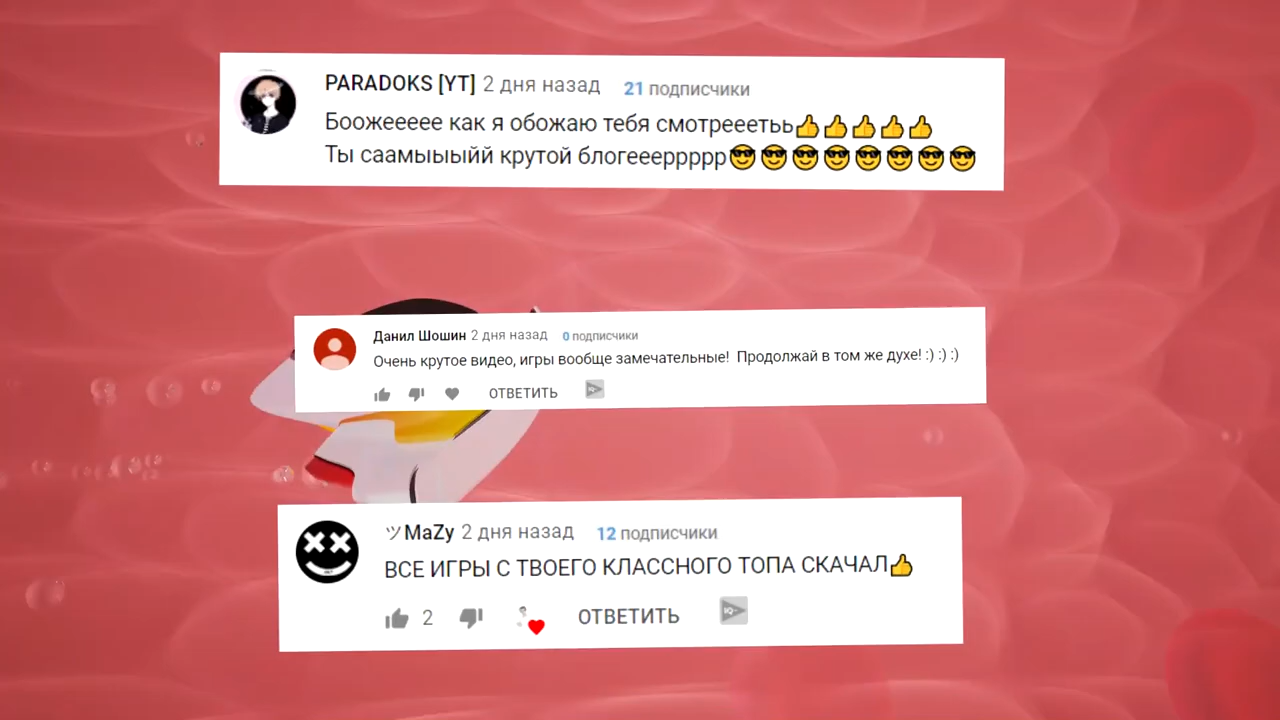 PARADOKS [YT] 2 дня назад 21 подписчики
Боожеееее как я обожаю тебя смотреееть👍👍👍👍👍
Ты саамыыыйй крутой блогееерррррр😎😎😎😎😎😎😎😎
Данил Шошин 2 дня назад 0 подписчики
Очень крутое видео, игры вообще замечательные! Продолжай в том же духе! :) :) :)
ОТВЕТИТЬ
ツMaZy 2 дня назад 12 подписчики
ВСЕ ИГРЫ С ТВОЕГО КЛАССНОГО ТОПА СКАЧАЛ👍
2 ОТВЕТИТЬ